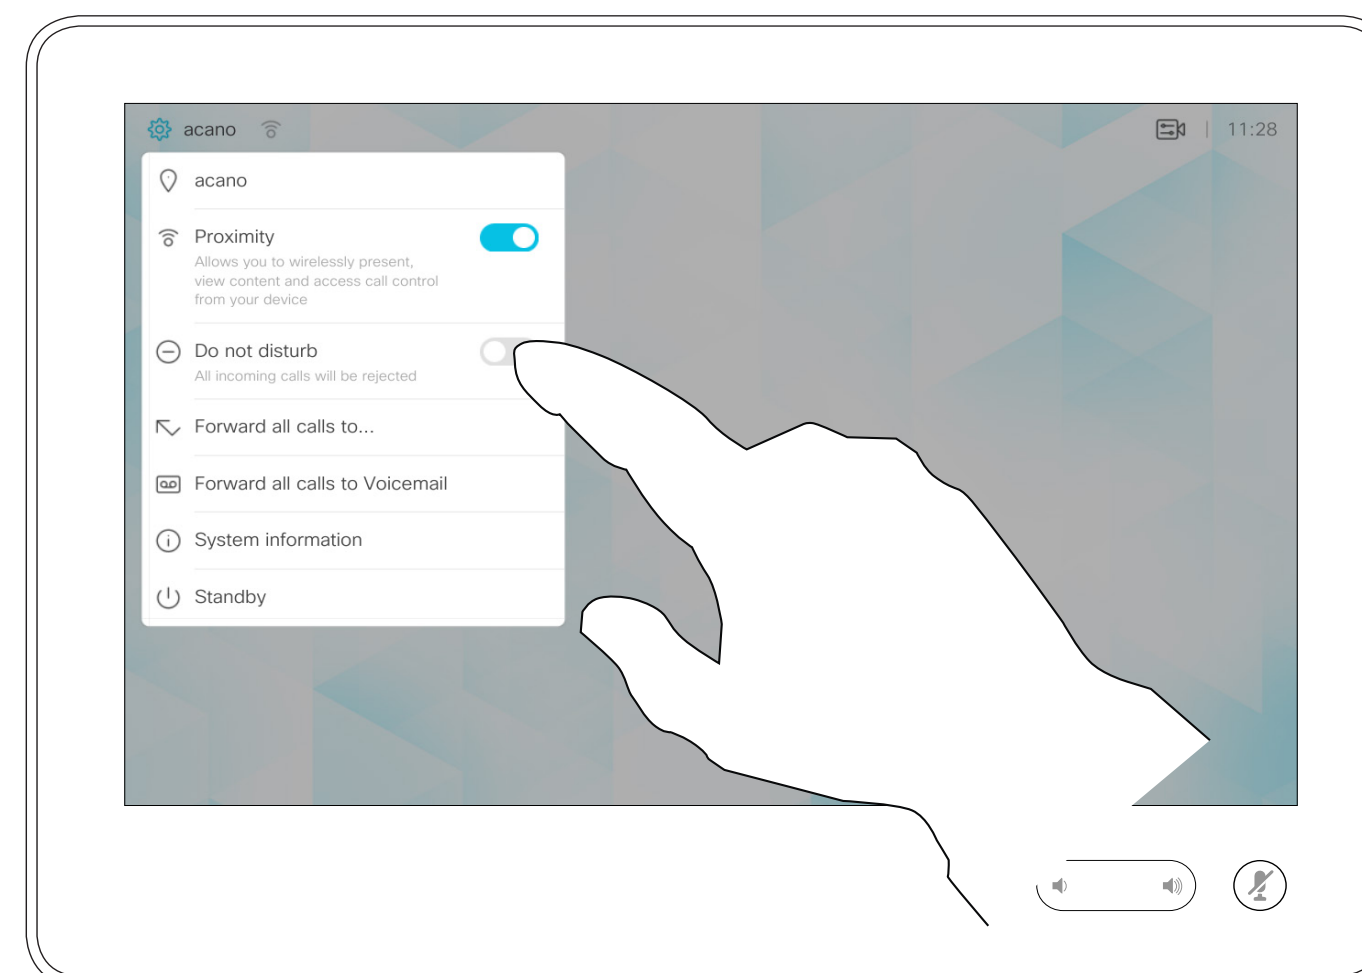 acano
11:28
acano
Proximity
Allows you to wirelessly present,
view content and access call control
from your device
Do not disturb
All incoming calls will be rejected
Forward all calls to...
Forward all calls to Voicemail
System information
Standby